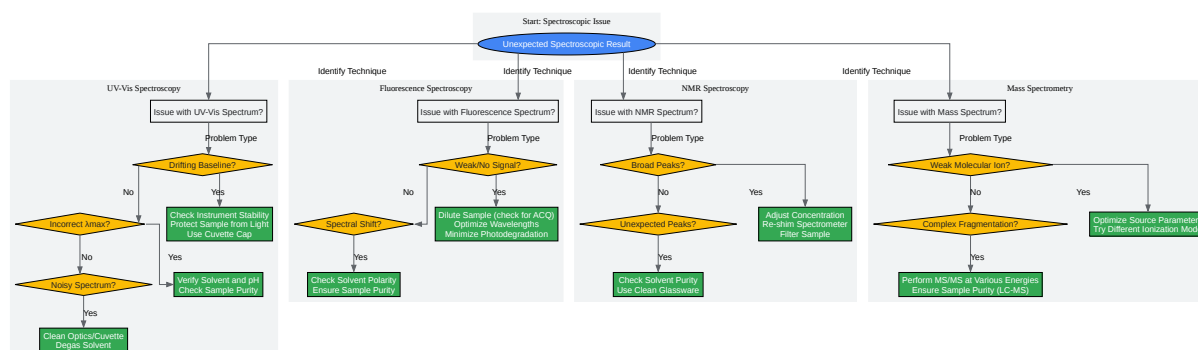 Start: Spectroscopic Issue
Unexpected Spectroscopic Result
Identify Technique
Identify Technique
Identify Technique
Identify Technique
UV-Vis Spectroscopy
Issue with UV-Vis Spectrum?
Problem Type
Drifting Baseline?
No
Yes
Incorrect λmax?
Check Instrument Stability
Protect Sample from Light
Use Cuvette Cap
No
Yes
Noisy Spectrum?
Verify Solvent and pH
Check Sample Purity
Yes
Clean Optics/Cuvette
Degas Solvent
Fluorescence Spectroscopy
Issue with Fluorescence Spectrum?
Problem Type
Weak/No Signal?
No
Yes
Spectral Shift?
Dilute Sample (check for ACQ)
Optimize Wavelengths
Minimize Photodegradation
Yes
Check Solvent Polarity
Ensure Sample Purity
NMR Spectroscopy
Issue with NMR Spectrum?
Problem Type
Broad Peaks?
No
Yes
Unexpected Peaks?
Adjust Concentration
Re-shim Spectrometer
Filter Sample
Yes
Check Solvent Purity
Use Clean Glassware
Mass Spectrometry
Issue with Mass Spectrum?
Problem Type
Weak Molecular Ion?
No
Yes
Complex Fragmentation?
Optimize Source Parameter
Try Different Ionization Mod
Yes
Perform MS/MS at Various Energies
Ensure Sample Purity (LC-MS)